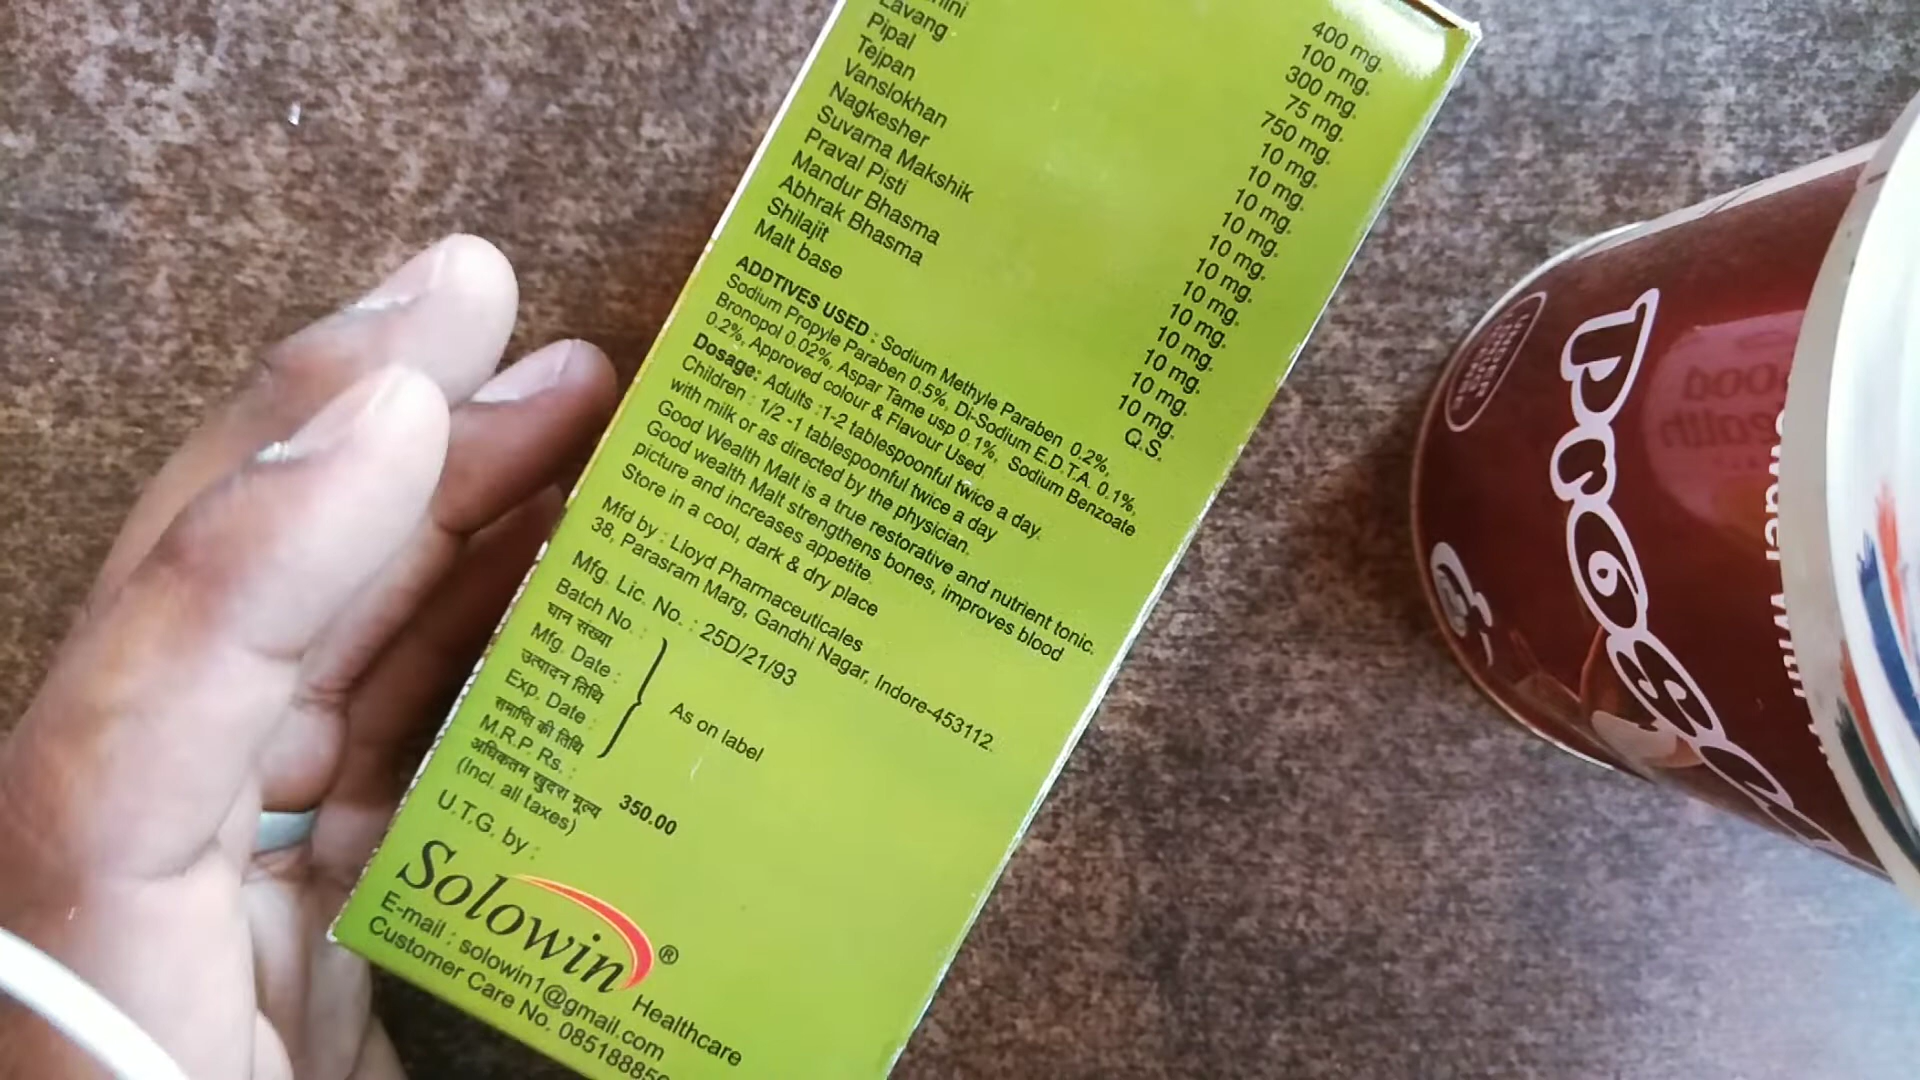 Lavang
Pipal
Tejpan
Vanslokhan
Nagkesher
Suvarna Makshik
Praval Pisti
Mandur Bhasma
Abhrak Bhasma
Shilajit
Malt base
400 mg.
100 mg.
300 mg.
75 mg.
750 mg.
10 mg.
10 mg.
10 mg.
10 mg.
10 mg.
10 mg.
10 mg.
10 mg.
10 mg.
10 mg.
10 mg.
Q.S.
ADDTIVES USED : Sodium Methyle Paraben 0.2%,
Sodium Propyle Paraben 0.5%, Di-Sodium E.D.T.A. 0.1%,
Bronopol 0.02%, Aspar Tame usp 0.1%, Sodium Benzoate
0.2%, Approved colour & Flavour Used.
Dosage: Adults :1-2 tablespoonful twice a day.
Children : 1/2 -1 tablespoonful twice a day
with milk or as directed by the physician.
Good Wealth Malt is a true restorative and nutrient tonic.
Good wealth Malt strengthens bones, improves blood
picture and increases appetite.
Store in a cool, dark & dry place
Mfd by : Lloyd Pharmaceuticales
38, Parasram Marg, Gandhi Nagar, Indore-453112.
Mfg. Lic. No. : 25D/21/93
Batch No. :
घान संख्या
Mfg. Date :
उत्पादन तिथि
Exp. Date :
समाप्ति की तिथि
As on label
M.R.P. Rs. :
अधिकतम खुदरा मूल्य 350.00
(Incl. all taxes)
U.T.G. by :
Solowin ® Healthcare
E-mail : solowin1@gmail.com
Customer Care No. 08518885